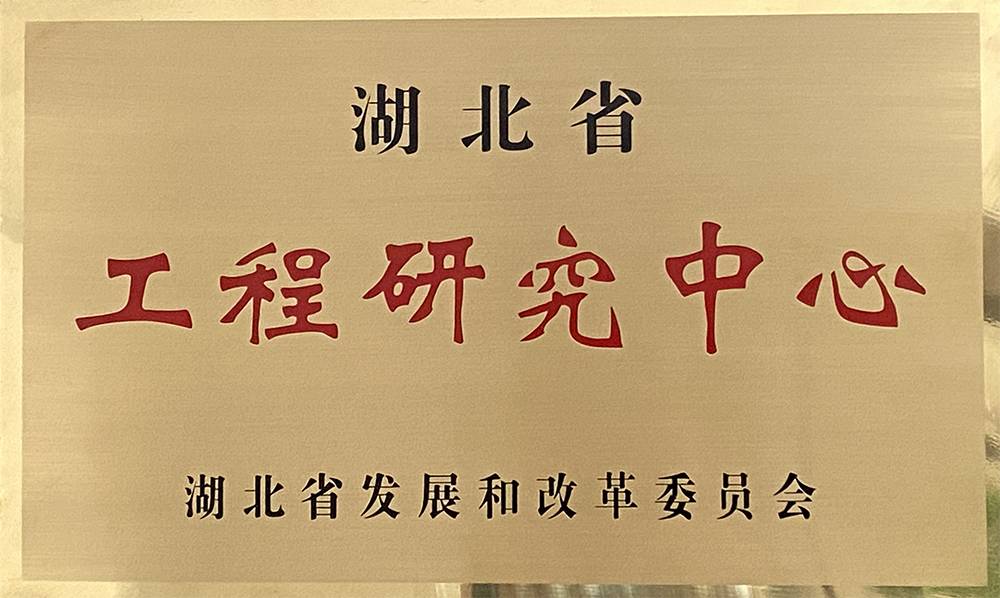 湖北省
工程研究中心
湖北省发展和改革委员会